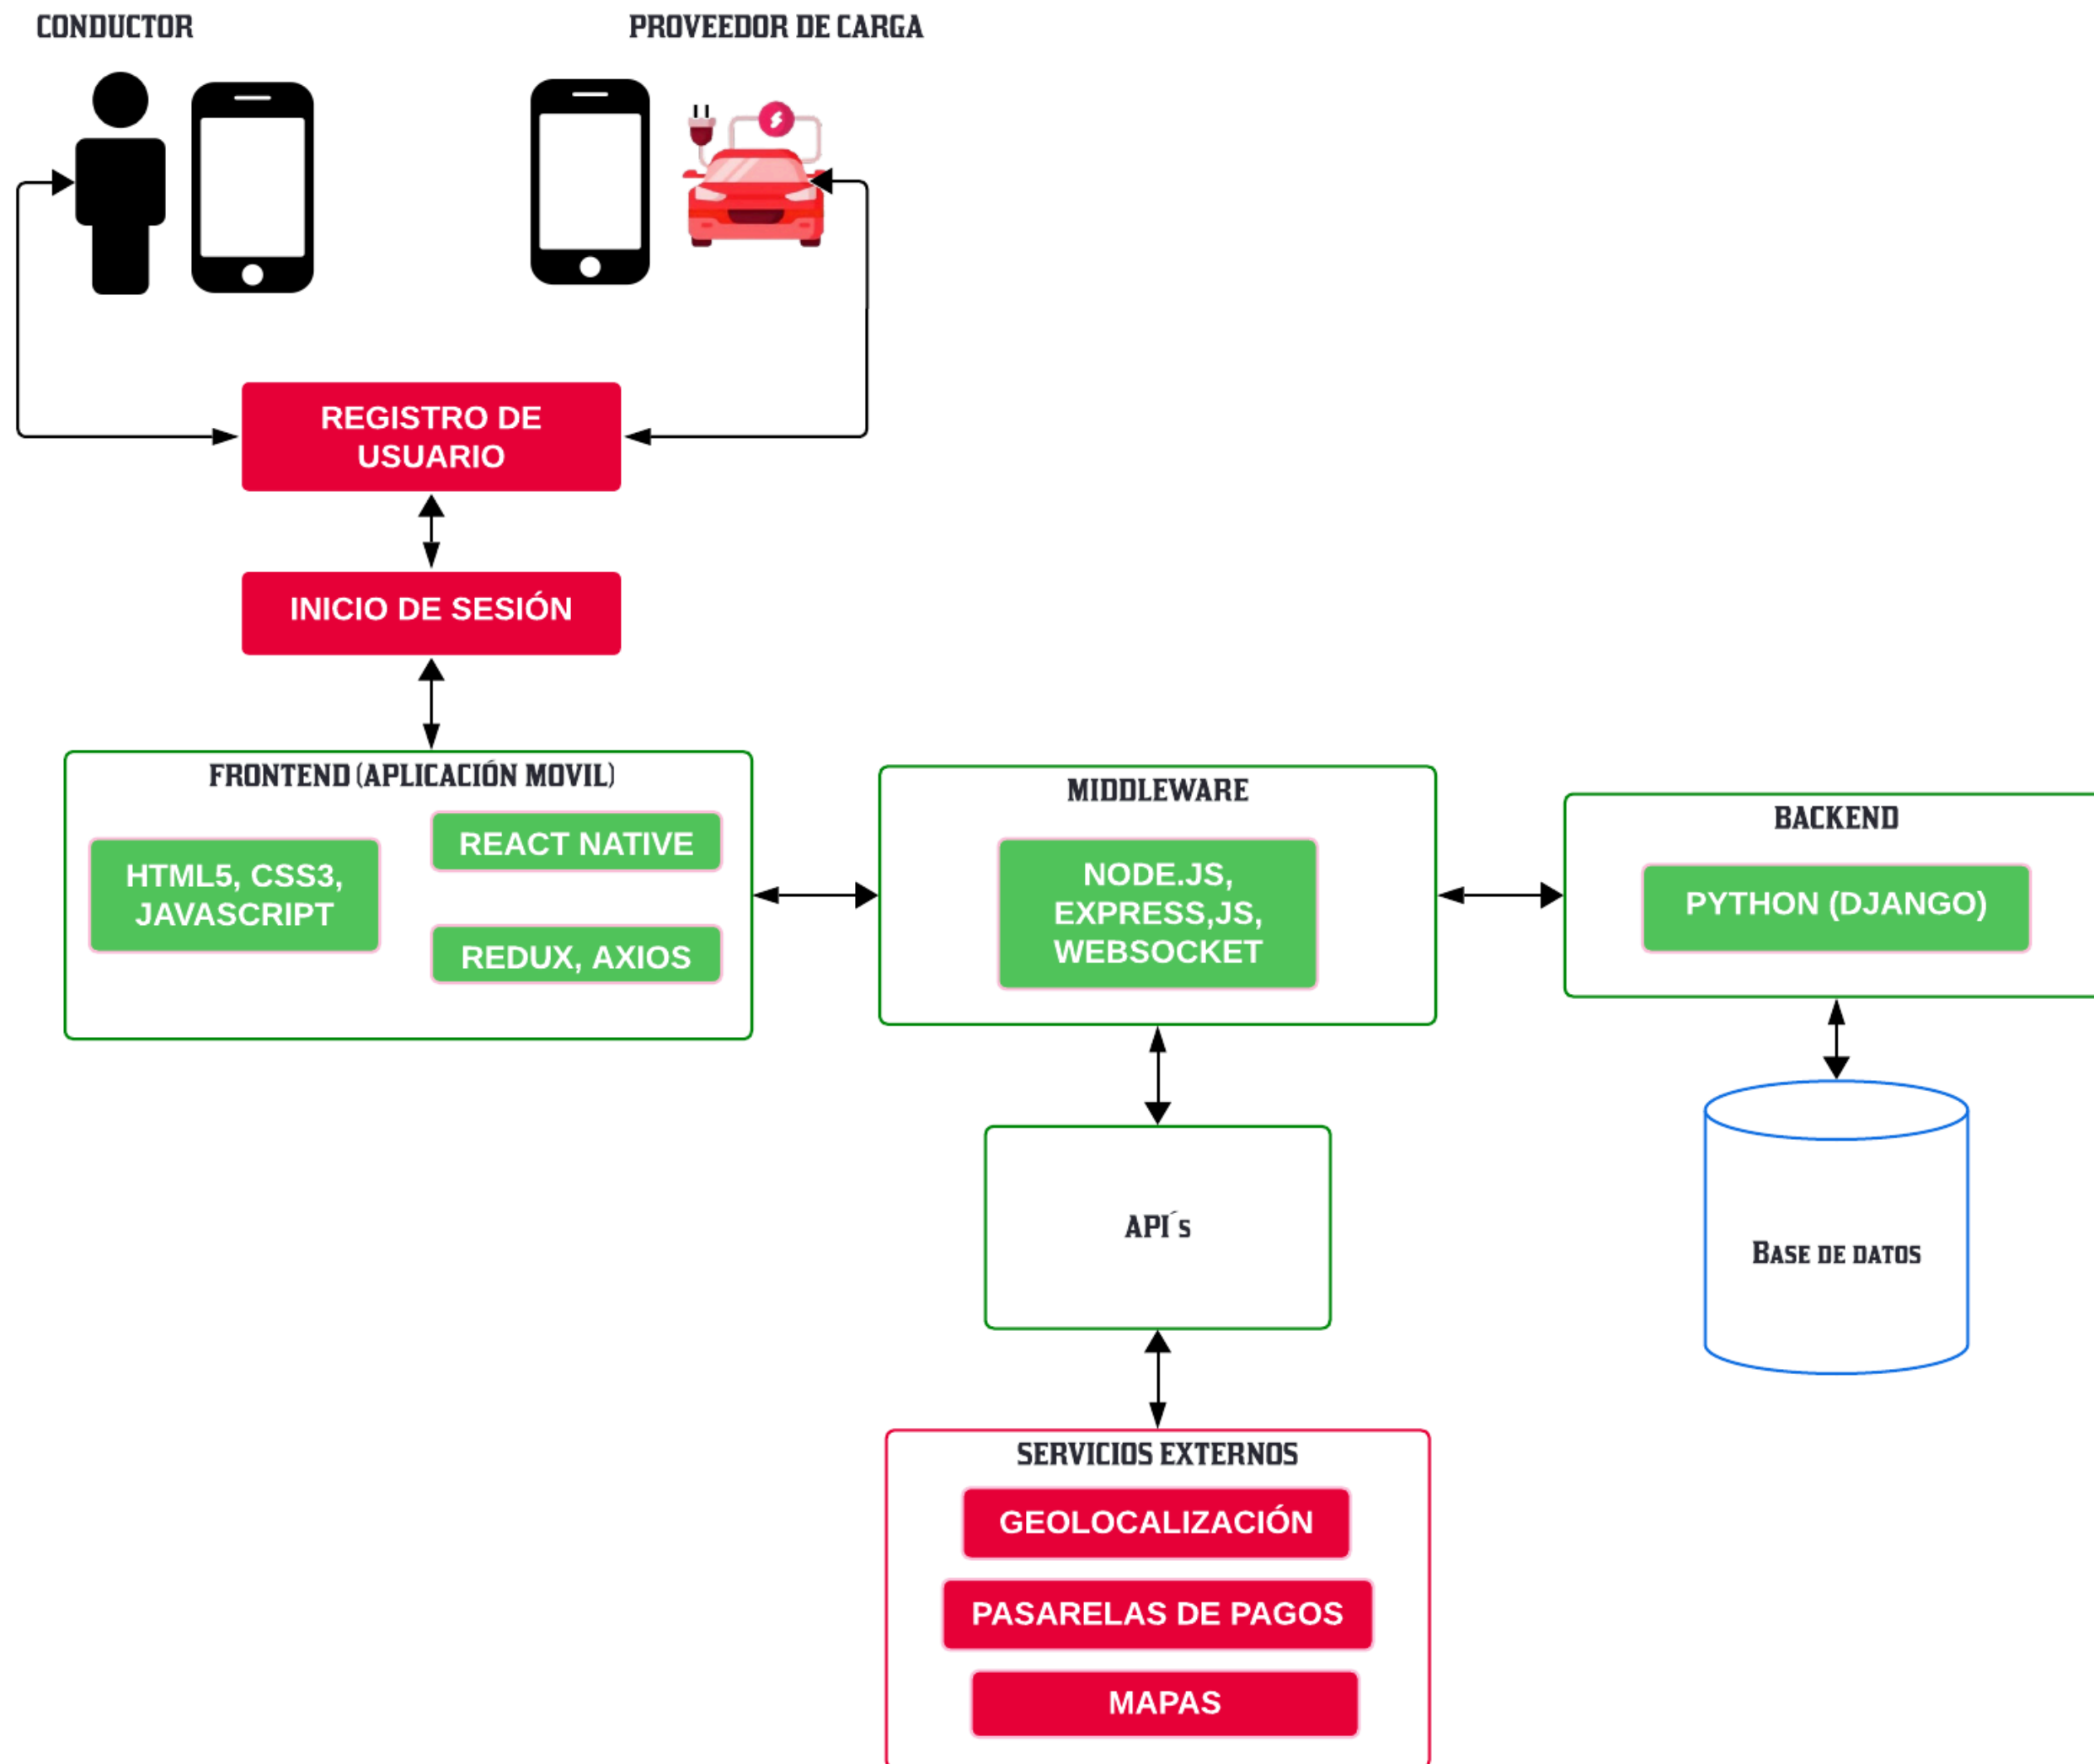 CONDUCTOR
PROVEEDOR DE CARGA
REGISTRO DE
USUARIO
INICIO DE SESIÓN
FRONTEND (APLICACIÓN MOVIL)
HTML5, CSS3,
JAVASCRIPT
REACT NATIVE
REDUX, AXIOS
MIDDLEWARE
NODE.JS,
EXPRESS,JS,
WEBSOCKET
BACKEND
PYTHON (DJANGO)
API´s
Base de datos
SERVICIOS EXTERNOS
GEOLOCALIZACIÓN
PASARELAS DE PAGOS
MAPAS